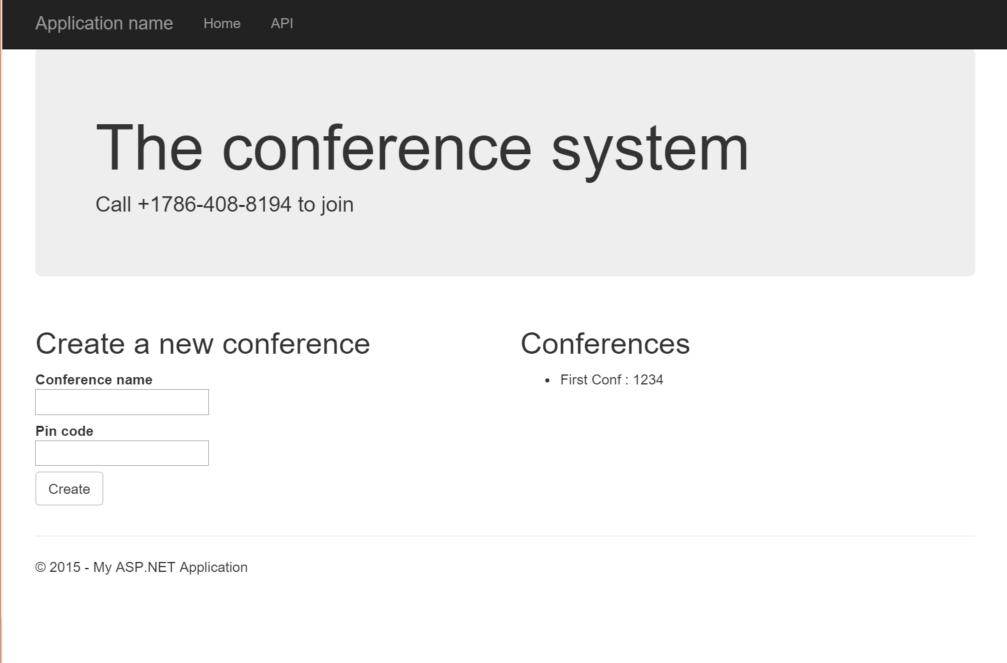 Application name Home API
The conference system
Call +1786-408-8194 to join
Create a new conference
Conference name
Pin code
Create
Conferences
• First Conf : 1234
© 2015 - My ASP.NET Application